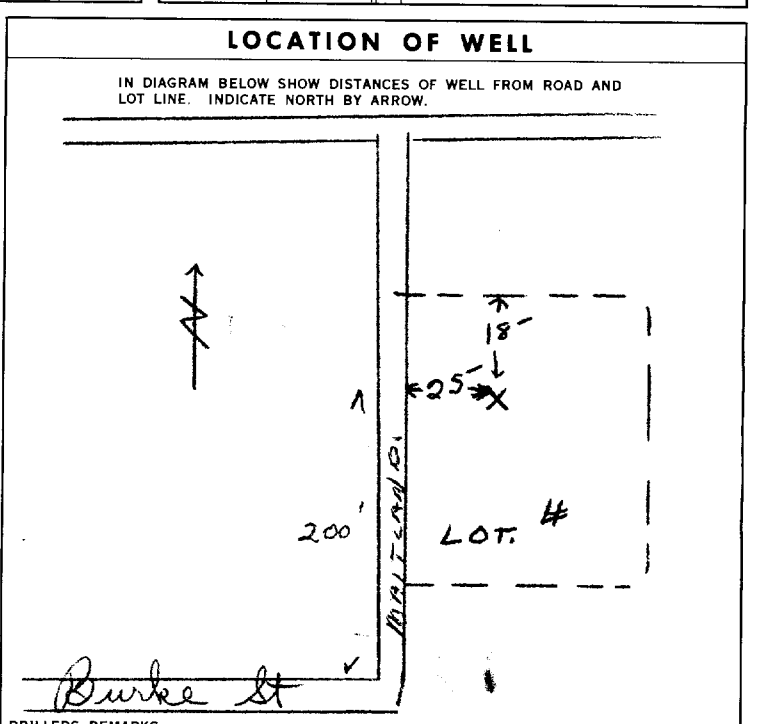 LOCATION OF WELL
IN DIAGRAM BELOW SHOW DISTANCES OF WELL FROM ROAD AND
LOT LINE. INDICATE NORTH BY ARROW.
N
18'
25'
X
200'
LOT. #
MAITLAND.
Burke St
DRILLERS REMARKS